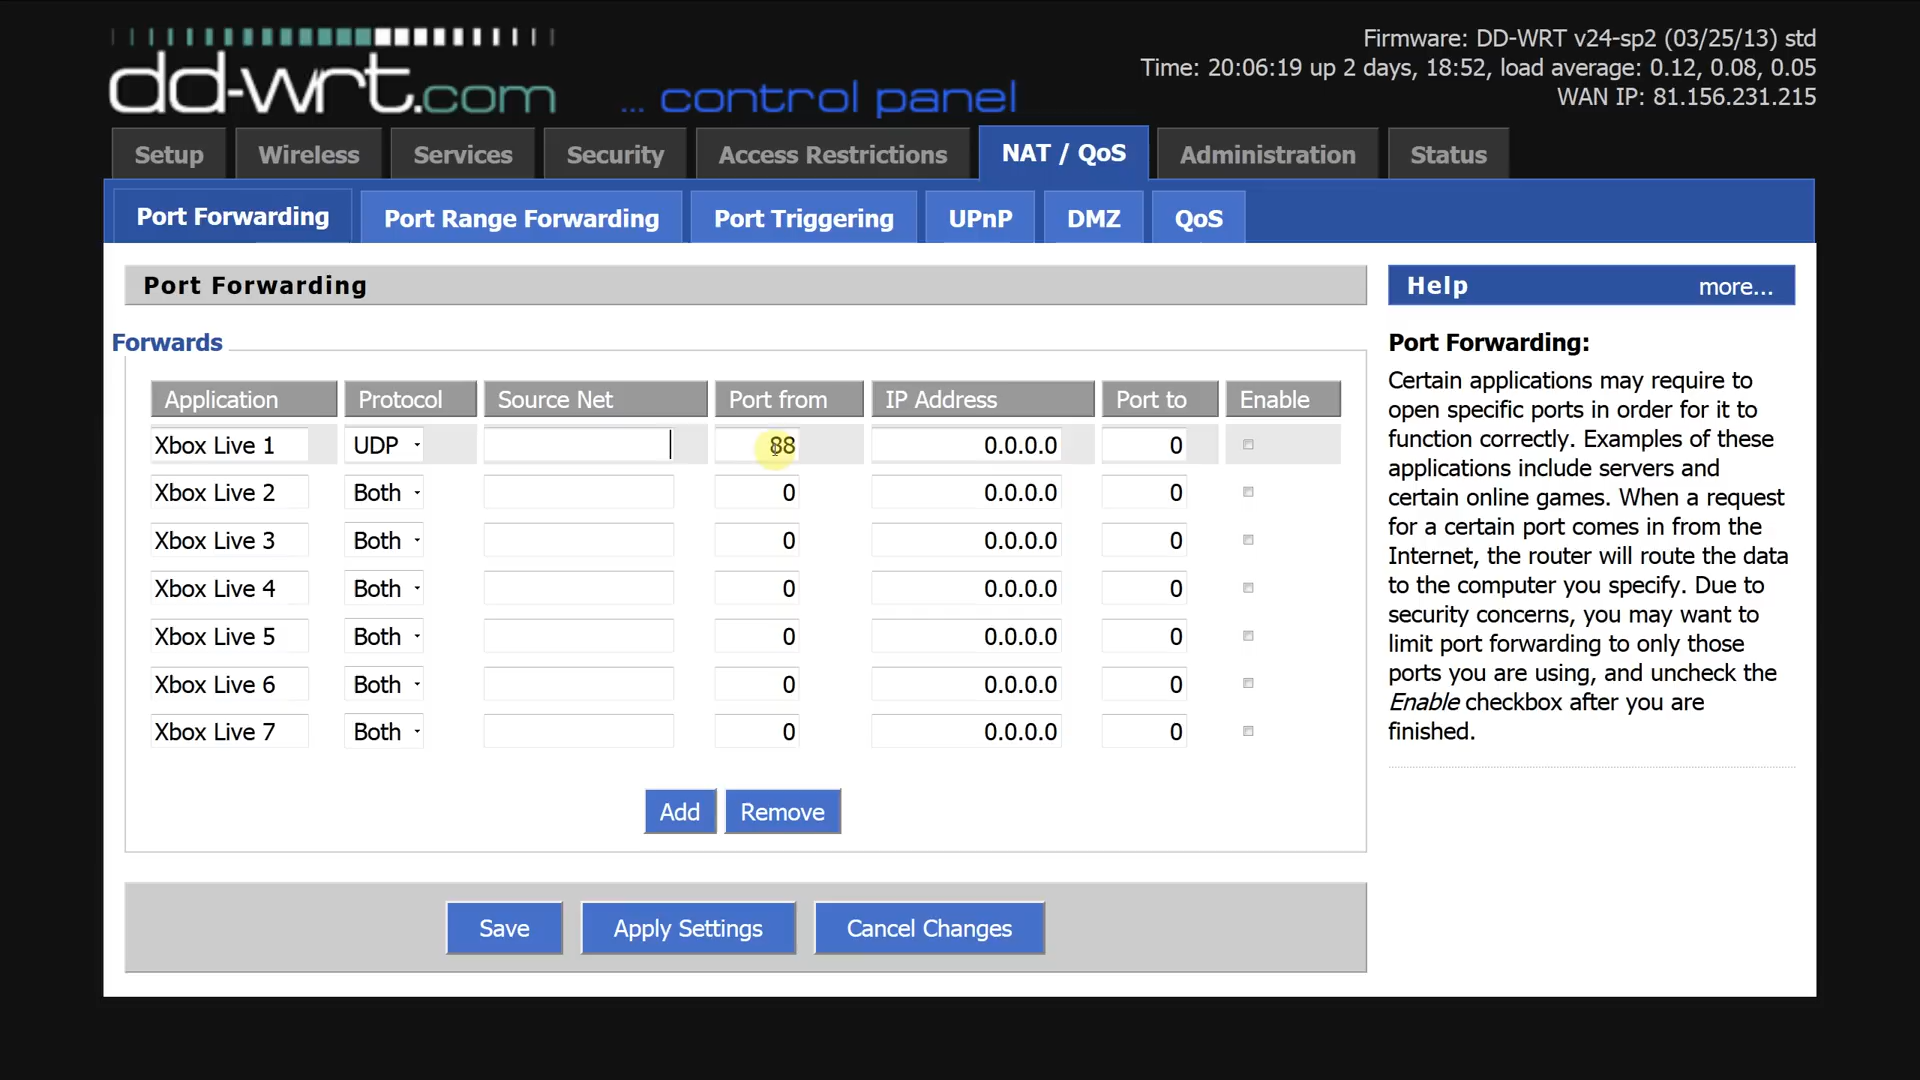 dd-wrt.com ... control panel
Firmware: DD-WRT v24-sp2 (03/25/13) std
Time: 20:06:19 up 2 days, 18:52, load average: 0.12, 0.08, 0.05
WAN IP: 81.156.231.215
Setup Wireless Services Security Access Restrictions NAT / QoS Administration Status
Port Forwarding Port Range Forwarding Port Triggering UPnP DMZ QoS
Port Forwarding
Forwards
Application Protocol Source Net Port from IP Address Port to Enable
Xbox Live 1 UDP 88 0.0.0.0 0
Xbox Live 2 Both 0 0.0.0.0 0
Xbox Live 3 Both 0 0.0.0.0 0
Xbox Live 4 Both 0 0.0.0.0 0
Xbox Live 5 Both 0 0.0.0.0 0
Xbox Live 6 Both 0 0.0.0.0 0
Xbox Live 7 Both 0 0.0.0.0 0
Add Remove
Save Apply Settings Cancel Changes
Help more...
Port Forwarding:
Certain applications may require to
open specific ports in order for it to
function correctly. Examples of these
applications include servers and
certain online games. When a request
for a certain port comes in from the
Internet, the router will route the data
to the computer you specify. Due to
security concerns, you may want to
limit port forwarding to only those
ports you are using, and uncheck the
Enable checkbox after you are
finished.